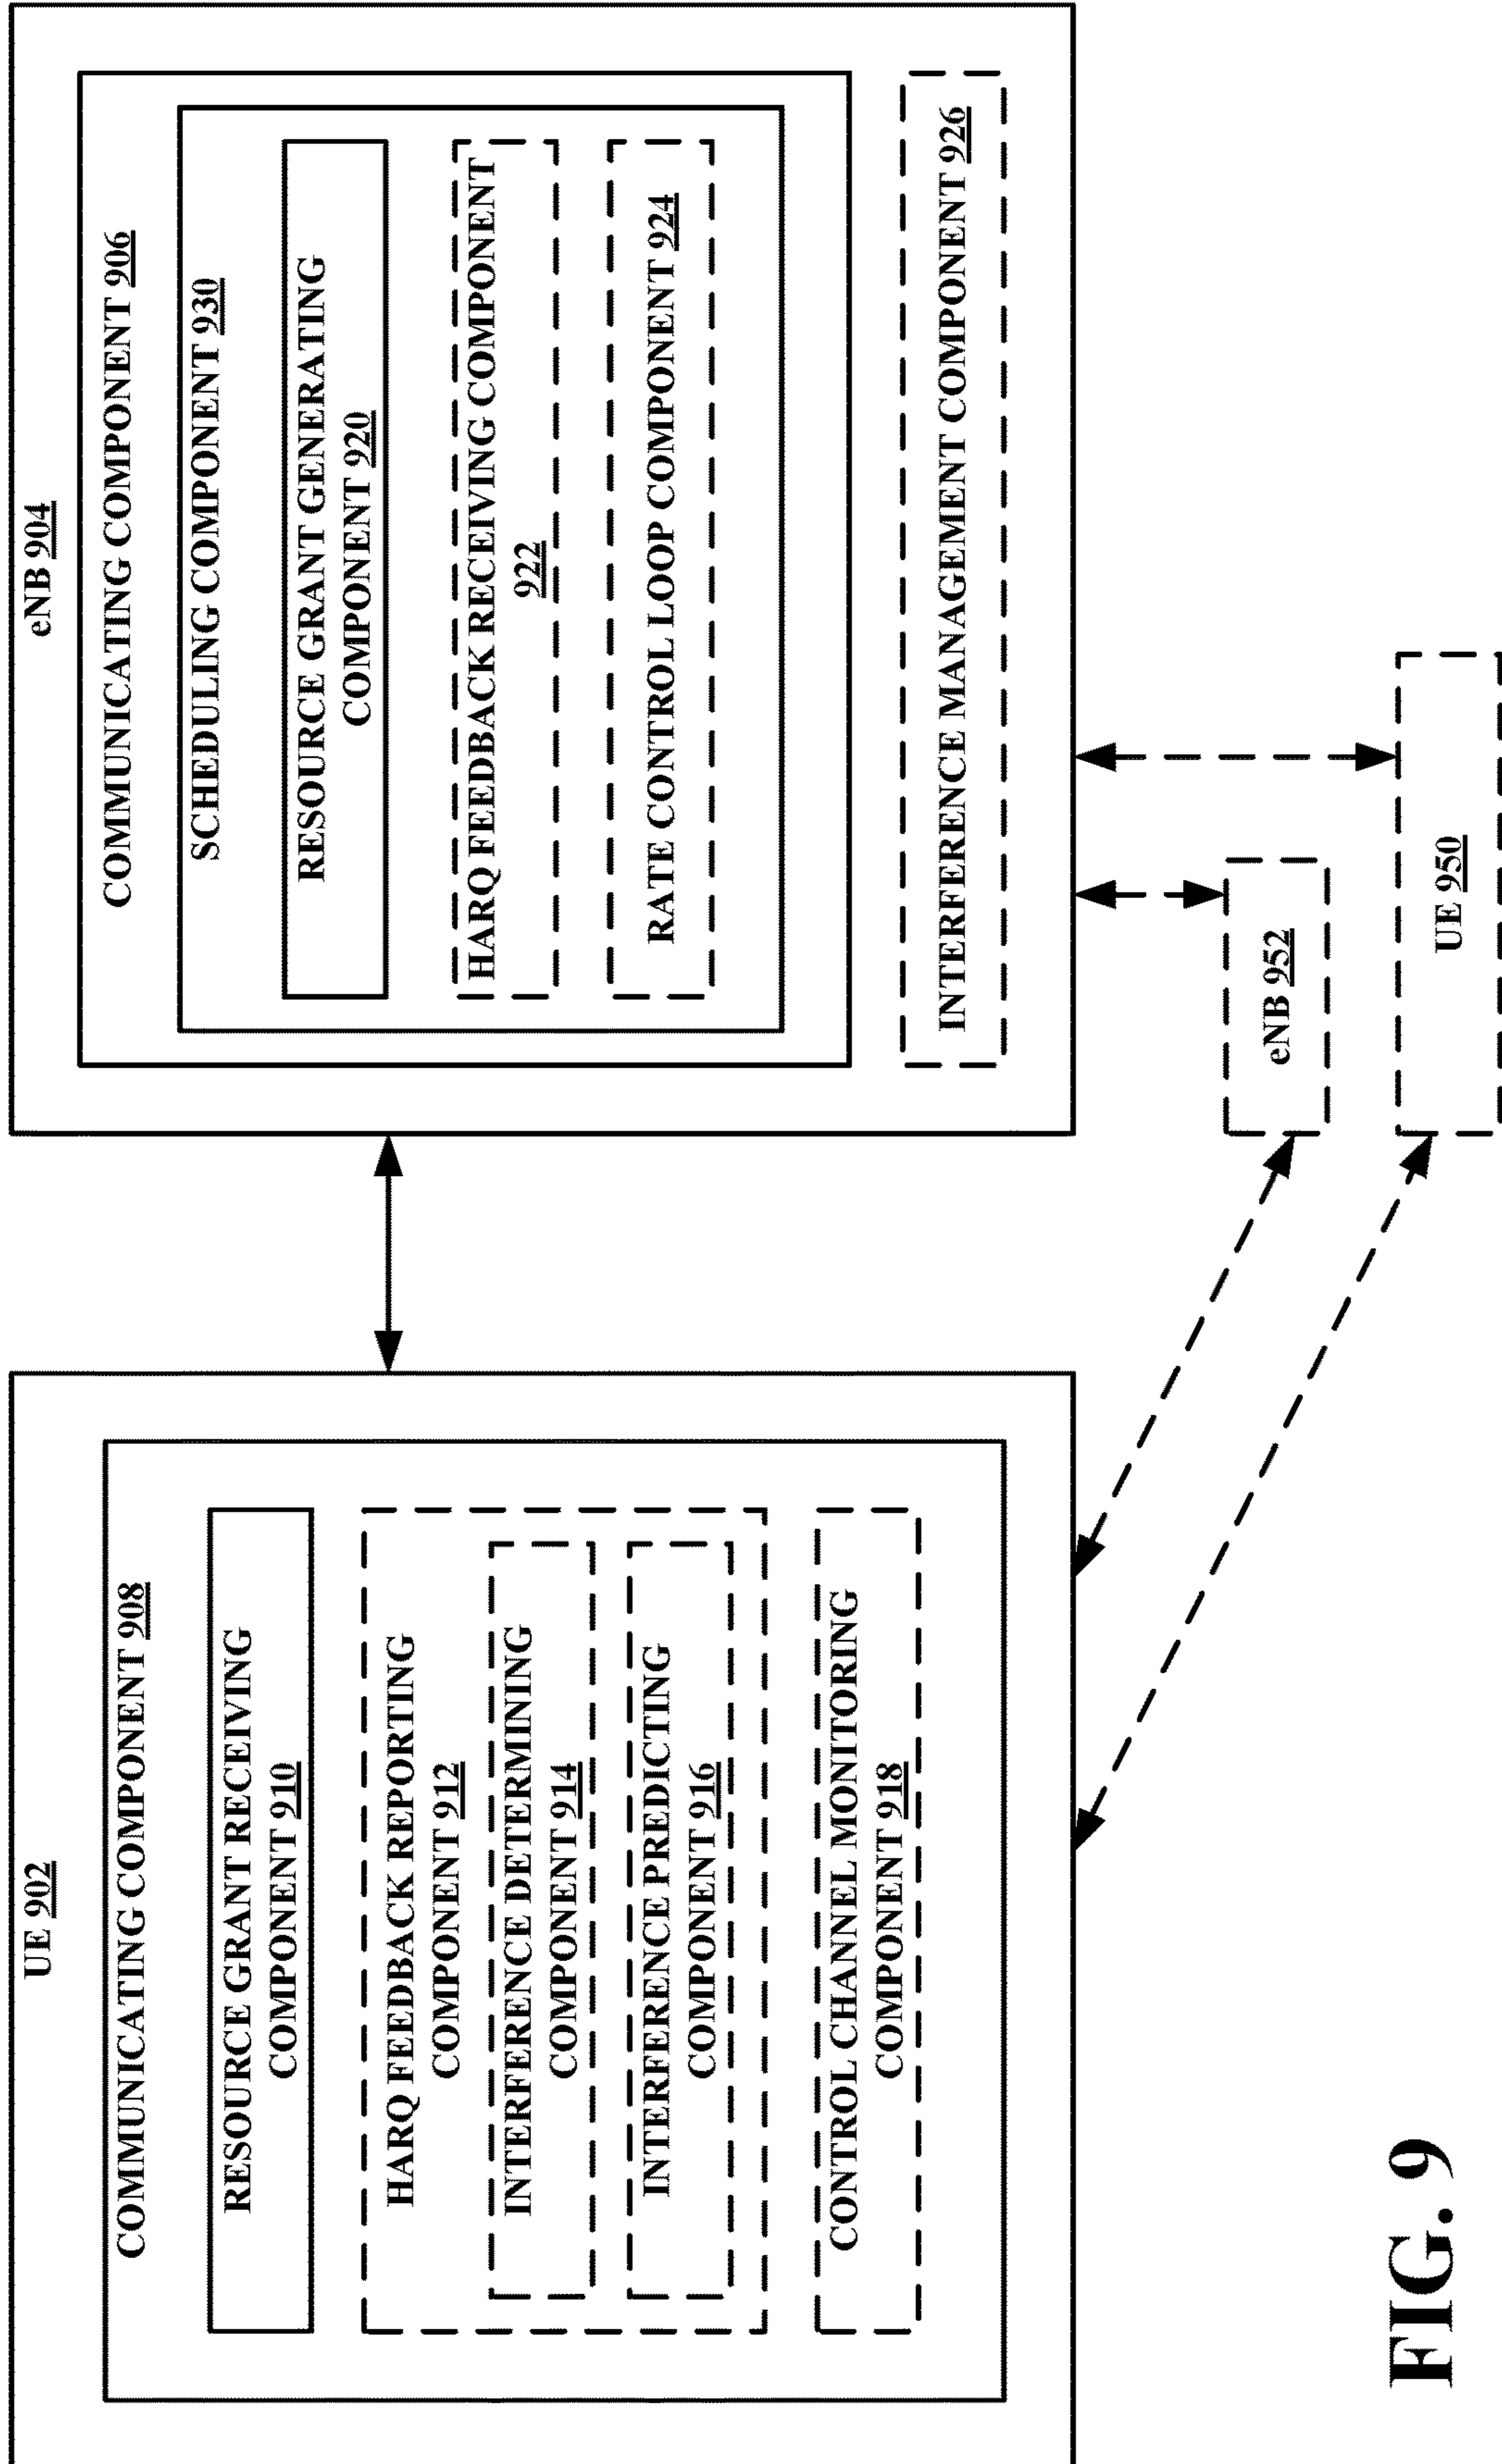 UE 902
COMMUNICATING COMPONENT 908
RESOURCE GRANT RECEIVING
COMPONENT 910
HARQ FEEDBACK REPORTING
COMPONENT 912
INTERFERENCE DETERMINING
COMPONENT 914
INTERFERENCE PREDICTING
COMPONENT 916
CONTROL CHANNEL MONITORING
COMPONENT 918
eNB 904
COMMUNICATING COMPONENT 906
SCHEDULING COMPONENT 930
RESOURCE GRANT GENERATING
COMPONENT 920
HARQ FEEDBACK RECEIVING COMPONENT
922
RATE CONTROL LOOP COMPONENT 924
INTERFERENCE MANAGEMENT COMPONENT 926
eNB 952
UE 950
FIG. 9